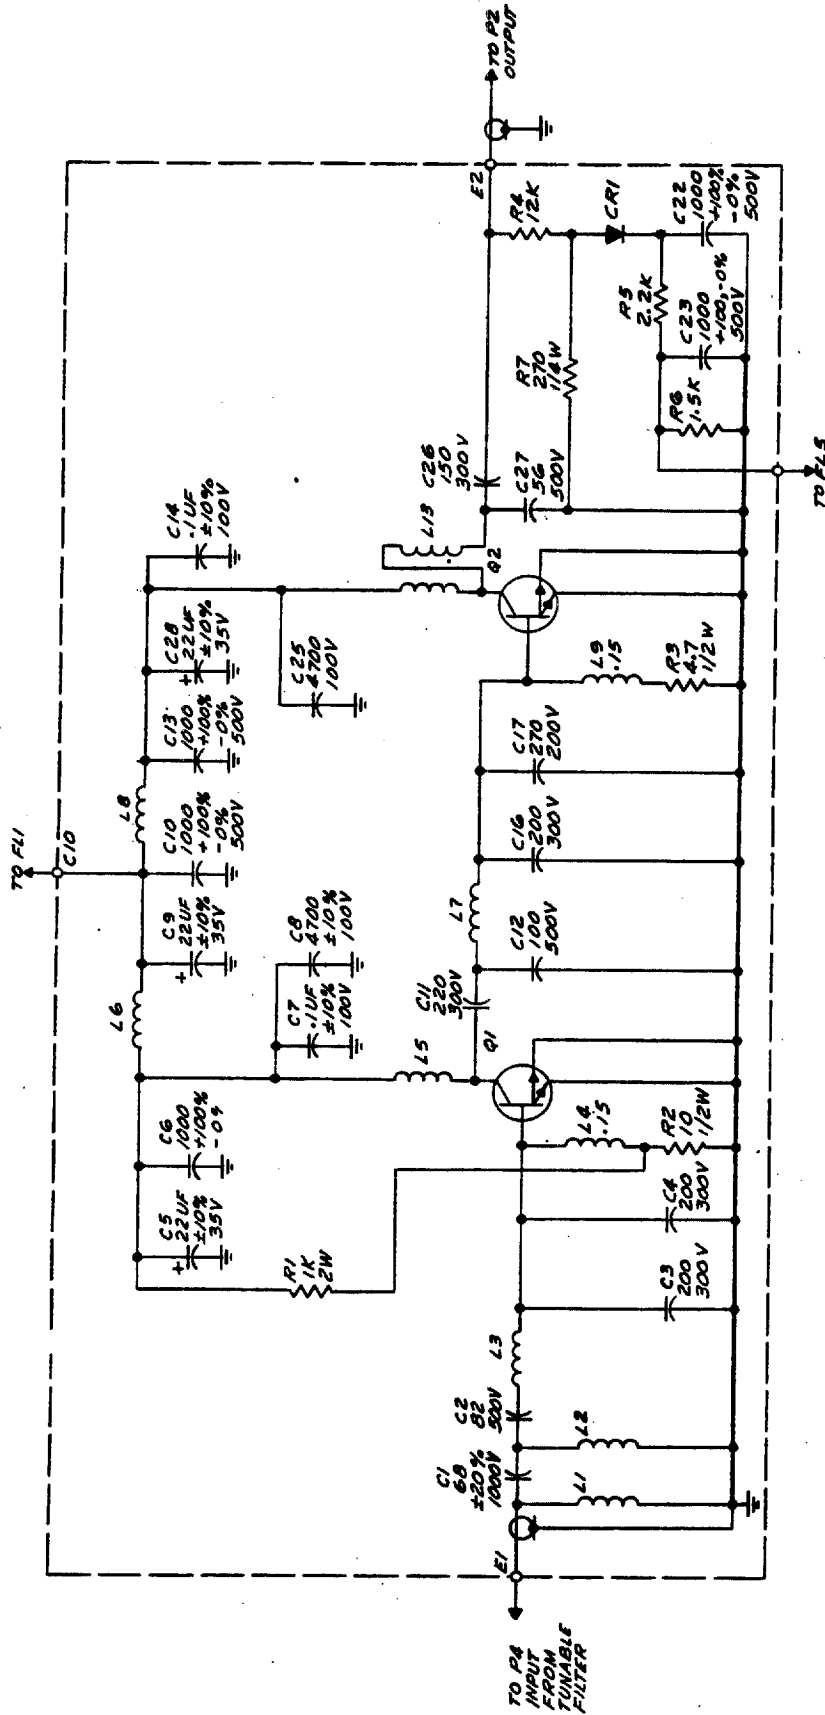 TO P4
INPUT
FROM
TUNABLE
FILTER
E1
C1
68
±20%
1000V
L1
C2
82
500V
L2
L3
C3
200
300V
C4
200
300V
R1
1K
2W
C5
22UF
±10%
35V
+
C6
1000
+100%
-0%
L4
.15
R2
10
1/2W
Q1
L5
L6
C7
.1UF
±10%
100V
C8
4700
±10%
100V
C9
22UF
±10%
35V
+
TO FL1
C10
C10
1000
+100%
-0%
500V
L8
C11
220
300V
C12
100
500V
L7
C16
200
300V
C17
270
200V
C13
1000
+100%
-0%
500V
C28
22UF
±10%
35V
+
C14
.1UF
±10%
100V
C25
4700
100V
L9
.15
R3
4.7
1/2W
Q2
L13
C26
150
300V
C27
56
500V
R7
270
1/4W
R6
1.5K
C23
1000
+100,-0%
500V
R5
2.2K
R4
12K
CR1
C22
1000
+100%
-0%
500V
E2
TO P2
OUTPUT
TO FL5